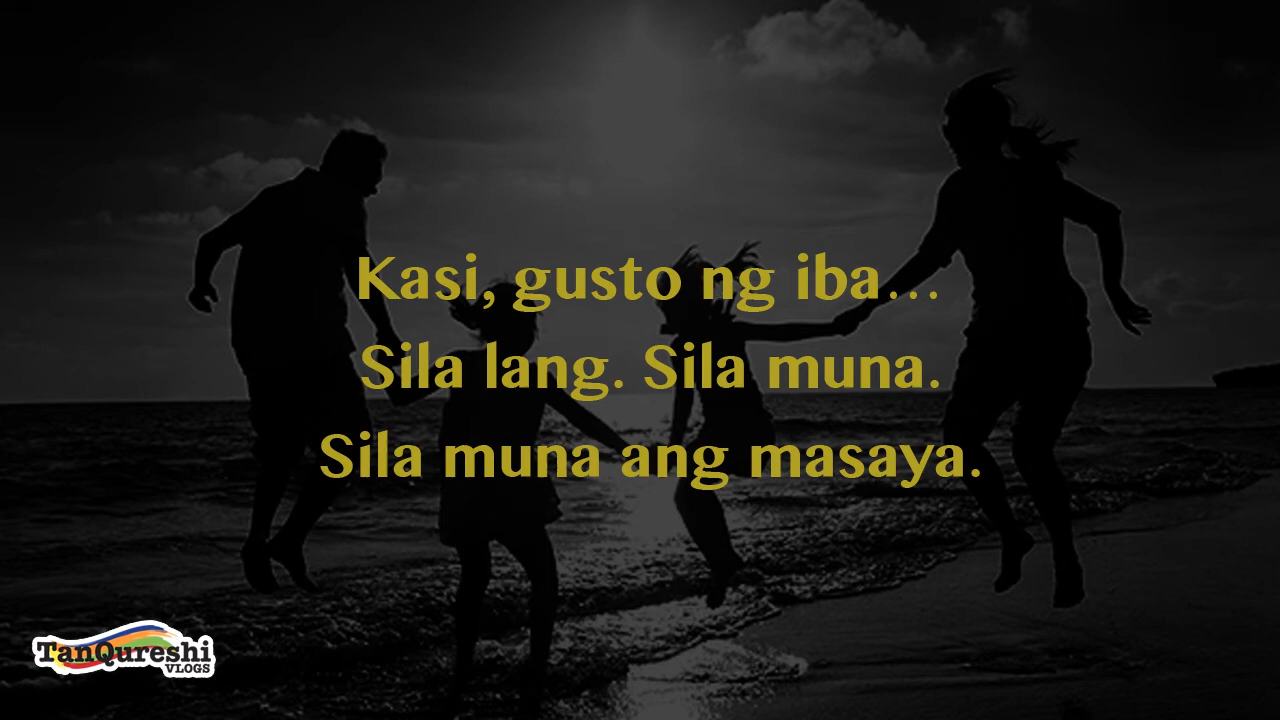 Kasi, gusto ng iba...
Sila lang. Sila muna.
Sila muna ang masaya.
TanQureshi
VLOGS